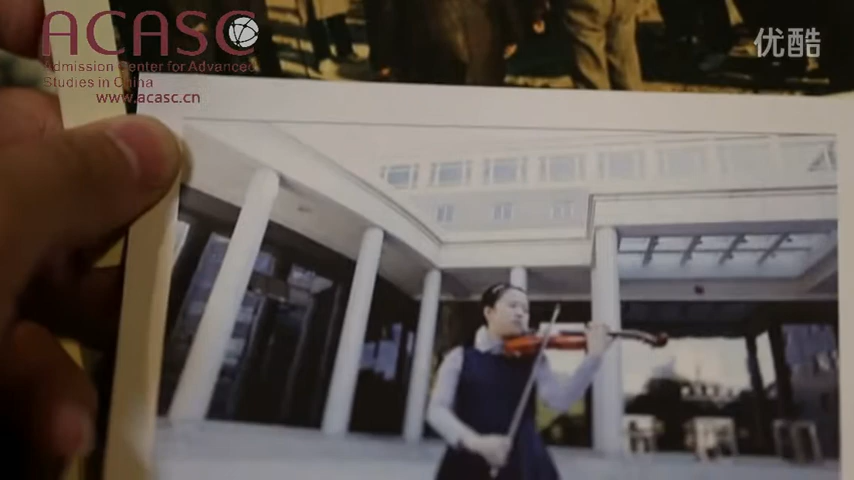 ACASC
Admission Center for Advanced
Studies in China
www.acasc.cn
优酷